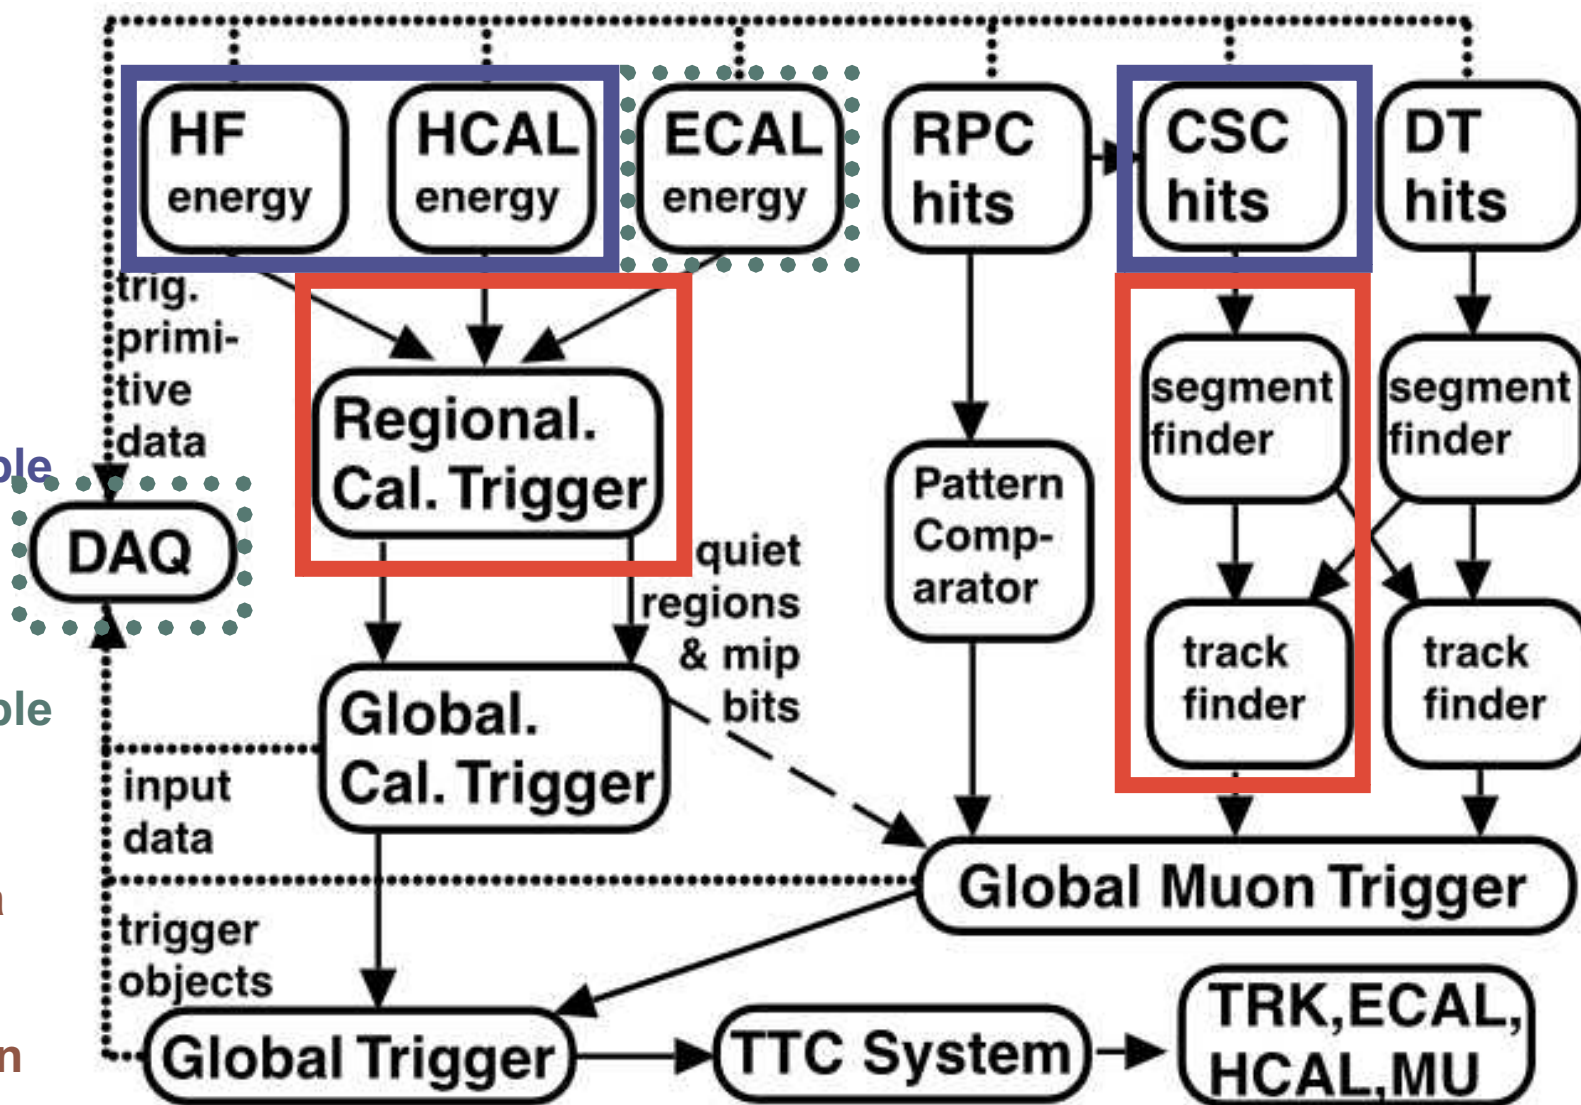 HF
energy
HCAL
energy
ECAL
energy
RPC
hits
CSC
hits
DT
hits
trig.
primi-
tive
data
segment
finder
segment
finder
Regional.
Cal. Trigger
Pattern
Comp-
arator
DAQ
quiet
regions
& mip
bits
track
finder
track
finder
Global.
Cal. Trigger
input
data
Global Muon Trigger
trigger
objects
Global Trigger
TTC System
TRK,ECAL,
HCAL,MU